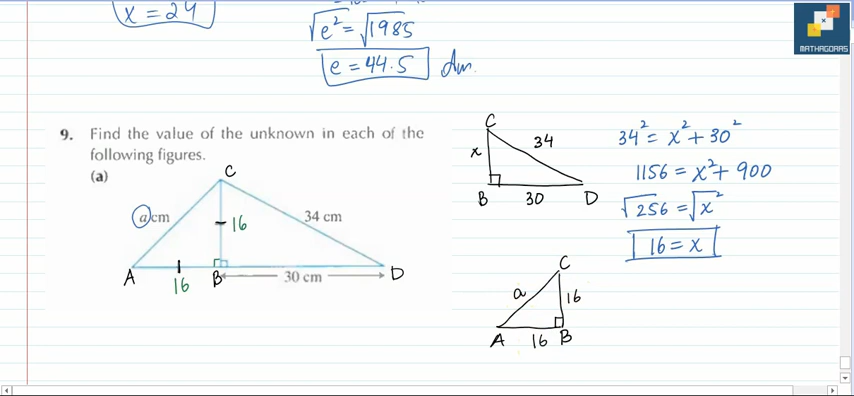 x = 24
√e² = √1985
e = 44.5 Ans.
MATHAGORAS
9. Find the value of the unknown in each of the
following figures.
(a)
C
a cm
16
34 cm
A
16
B
30 cm
D
C
x
34
B
30
D
34² = x² + 30²
1156 = x² + 900
√256 = √x²
16 = x
C
a
16
A
16
B